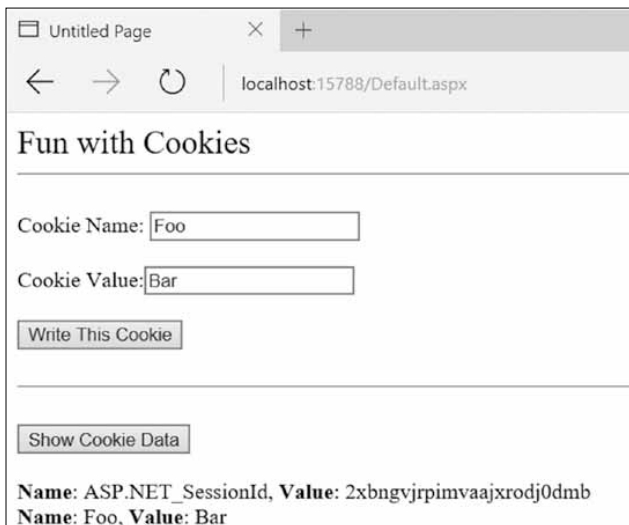 Untitled Page
localhost:15788/Default.aspx
Fun with Cookies
Cookie Name: Foo
Cookie Value: Bar
Write This Cookie
Show Cookie Data
Name: ASP.NET_SessionId, Value: 2xbngvjrpimvaajxrodj0dmb
Name: Foo, Value: Bar